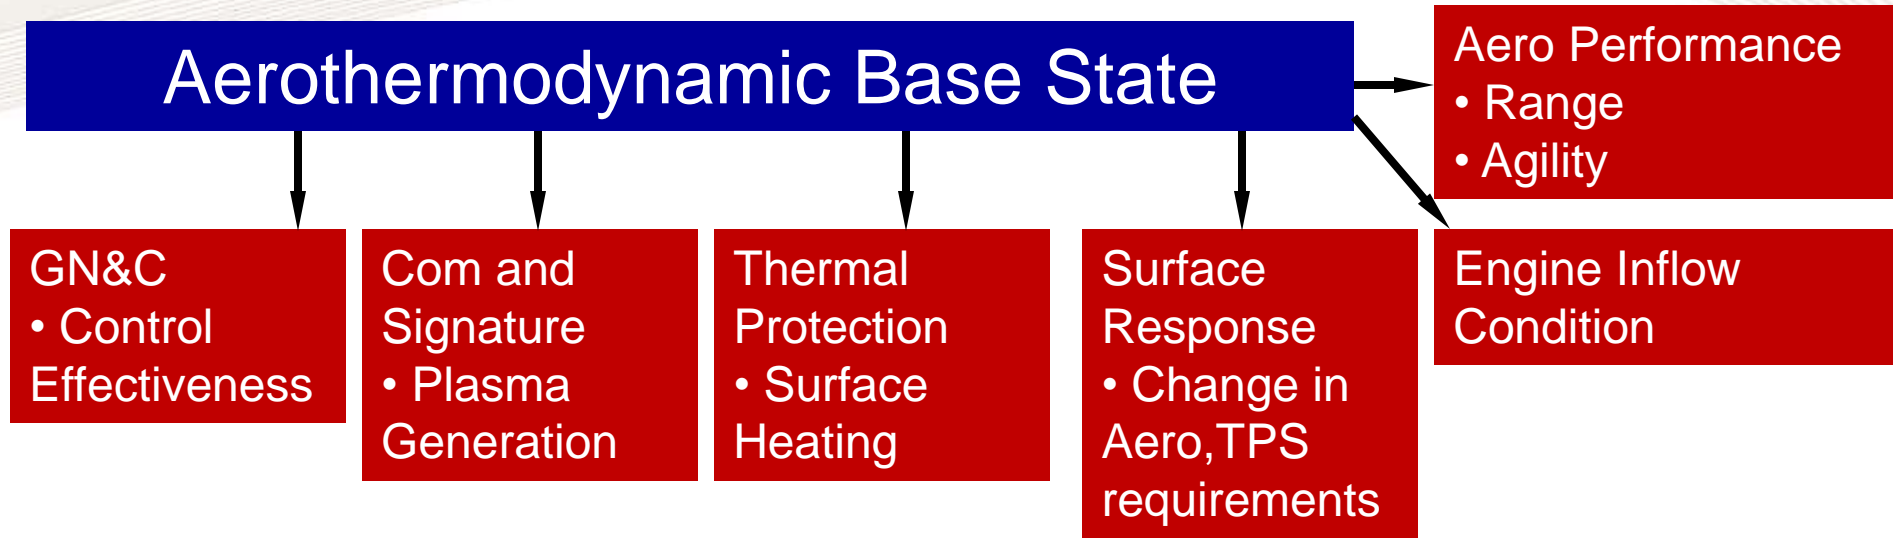 Aerothermodynamic Base State
Aero Performance
• Range
• Agility
GN&C
• Control
Effectiveness
Com and
Signature
• Plasma
Generation
Thermal
Protection
• Surface
Heating
Surface
Response
• Change in
Aero,TPS
requirements
Engine Inflow
Condition